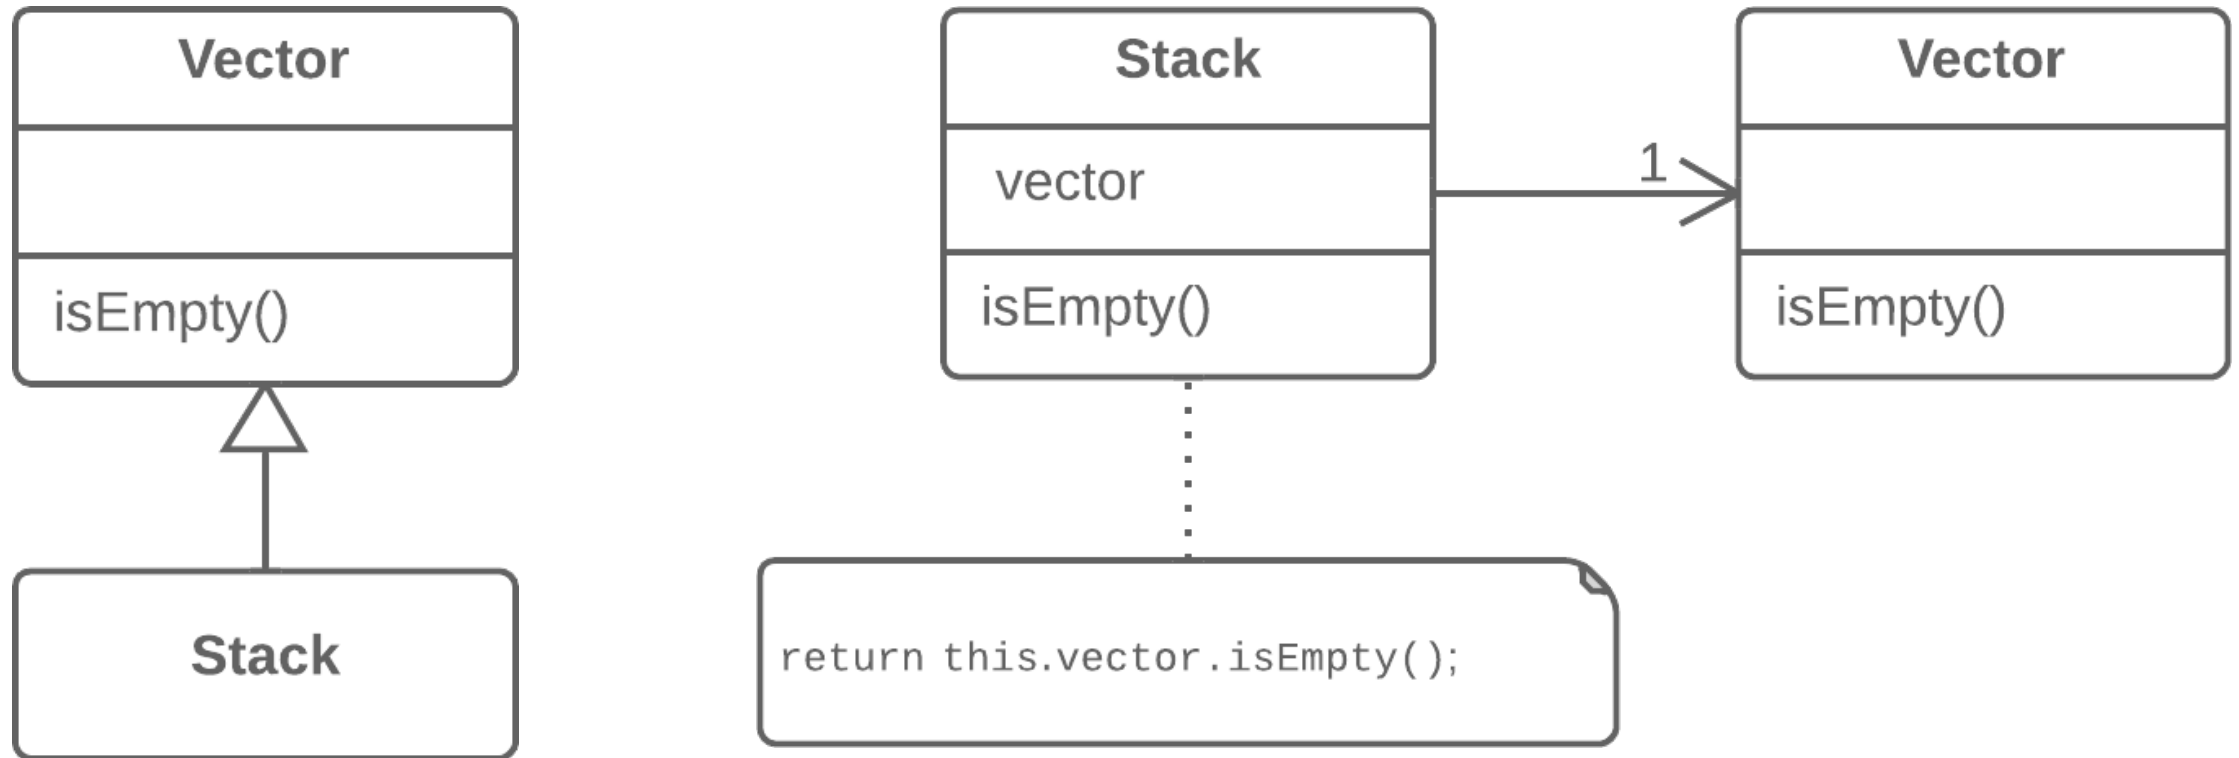 Vector
isEmpty()
Stack
Stack
vector
isEmpty()
1
Vector
isEmpty()
return this.vector.isEmpty();